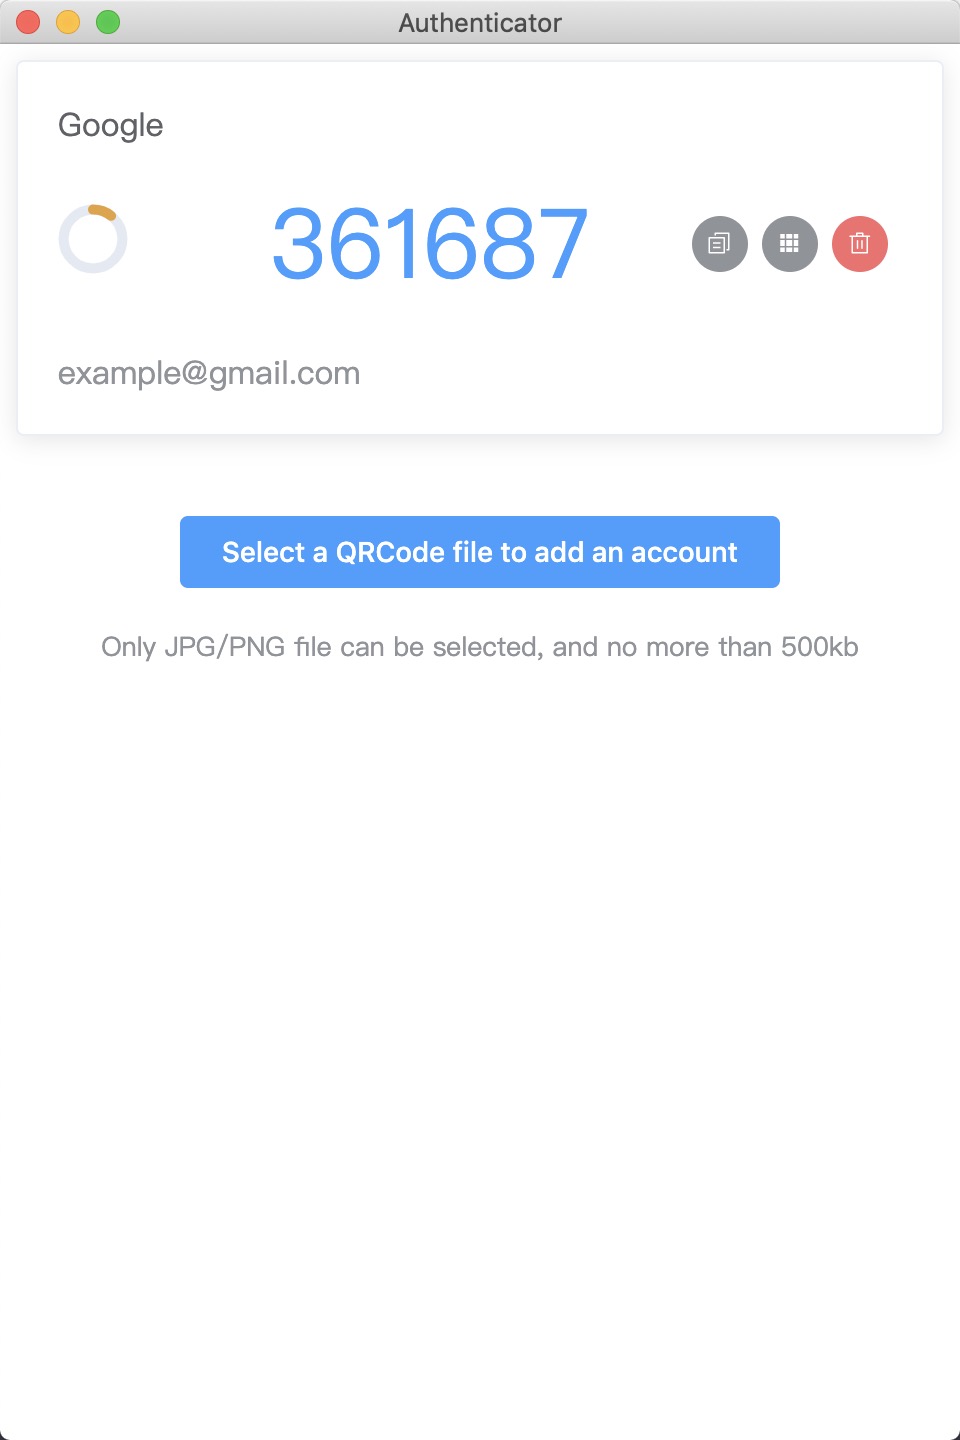 Authenticator
Google
361687
example@gmail.com
Select a QRCode file to add an account
Only JPG/PNG file can be selected, and no more than 500kb